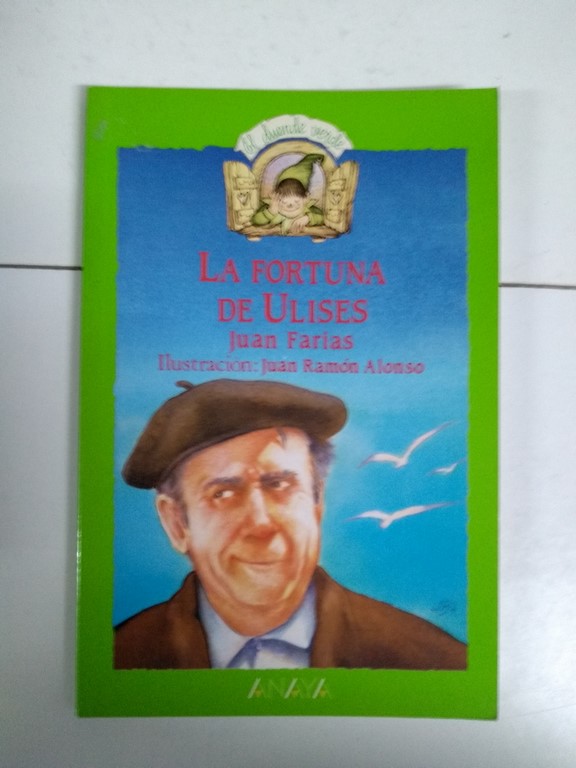 el duende verde
LA FORTUNA
DE ULISES
Juan Farias
Ilustración: Juan Ramón Alonso
ANAYA